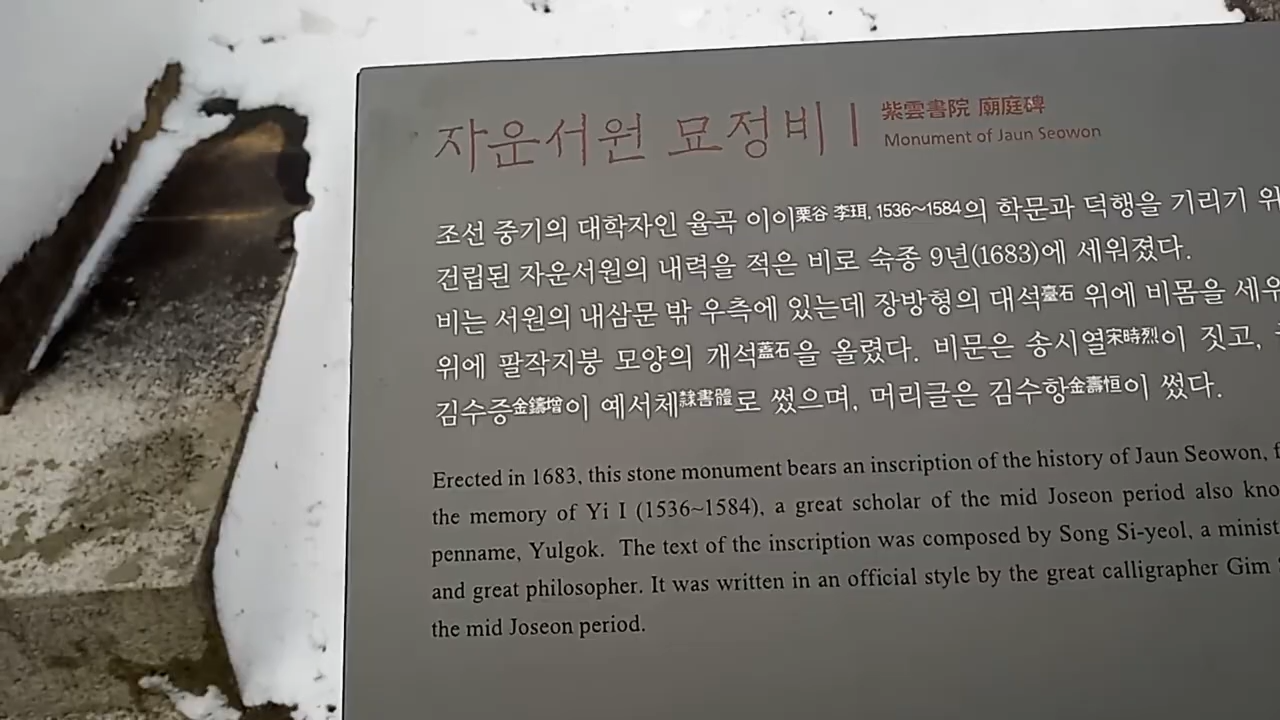 자운서원 묘정비 | 紫雲書院 廟庭碑
Monument of Jaun Seowon
조선 중기의 대학자인 율곡 이이栗谷 李珥, 1536~1584의 학문과 덕행을 기리기
건립된 자운서원의 내력을 적은 비로 숙종 9년(1683)에 세워졌다.
비는 서원의 내삼문 밖 우측에 있는데 장방형의 대석臺石 위에 비몸을
위에 팔작지붕 모양의 개석蓋石을 올렸다. 비문은 송시열宋時烈이 짓고,
김수증金鑄增이 예서체隸書體로 썼으며, 머리글은 김수항金壽恒이 썼다.
Erected in 1683, this stone monument bears an inscription of the history of Jaun Seowon,
the memory of Yi I (1536~1584), a great scholar of the mid Joseon period also
penname, Yulgok. The text of the inscription was composed by Song Si-yeol, a
and great philosopher. It was written in an official style by the great calligrapher Gim
the mid Joseon period.